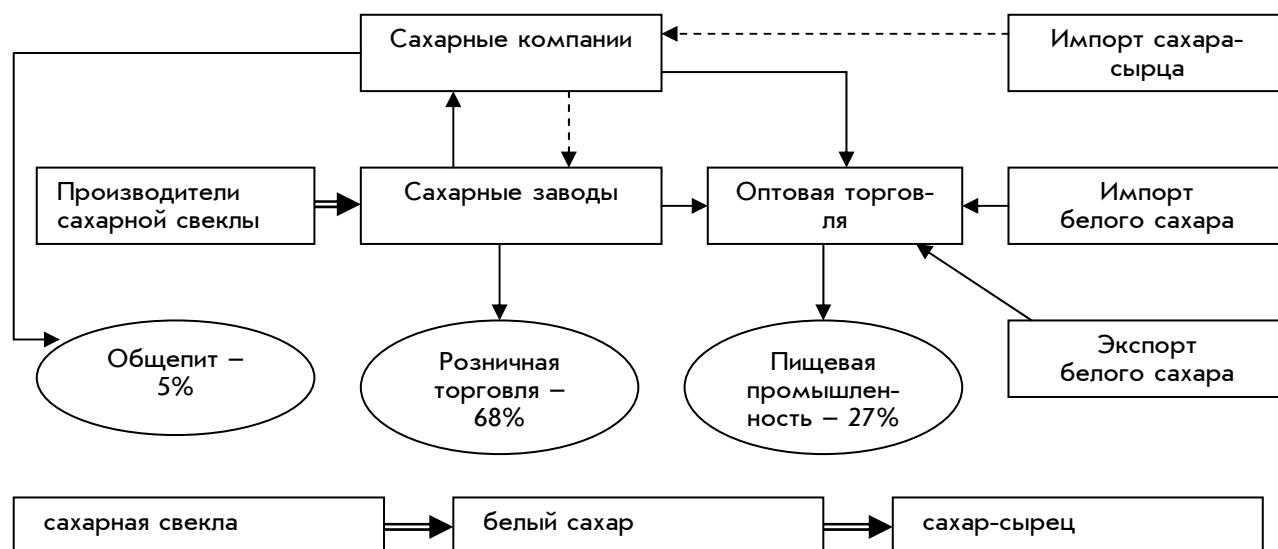 Сахарные компании
Импорт сахара-
сырца
Производители
сахарной свеклы
Сахарные заводы
Оптовая торгов-
ля
Импорт
белого сахара
Общепит –
5%
Розничная
торговля –
68%
Пищевая
промышлен-
ность – 27%
Экспорт
белого сахара
сахарная свекла
белый сахар
сахар-сырец